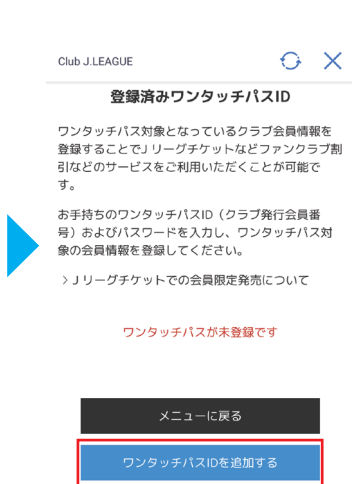 Club J.LEAGUE
登録済みワンタッチパスID
ワンタッチパス対象となっているクラブ会員情報を
登録することでJリーグチケットなどファンクラブ割
引などのサービスをご利用いただくことが可能で
す。
お手持ちのワンタッチパスID（クラブ発行会員番
号）およびパスワードを入力し、ワンタッチパス対
象の会員情報を登録してください。
＞Jリーグチケットでの会員限定発売について
ワンタッチパスが未登録です
メニューに戻る
ワンタッチパスIDを追加する